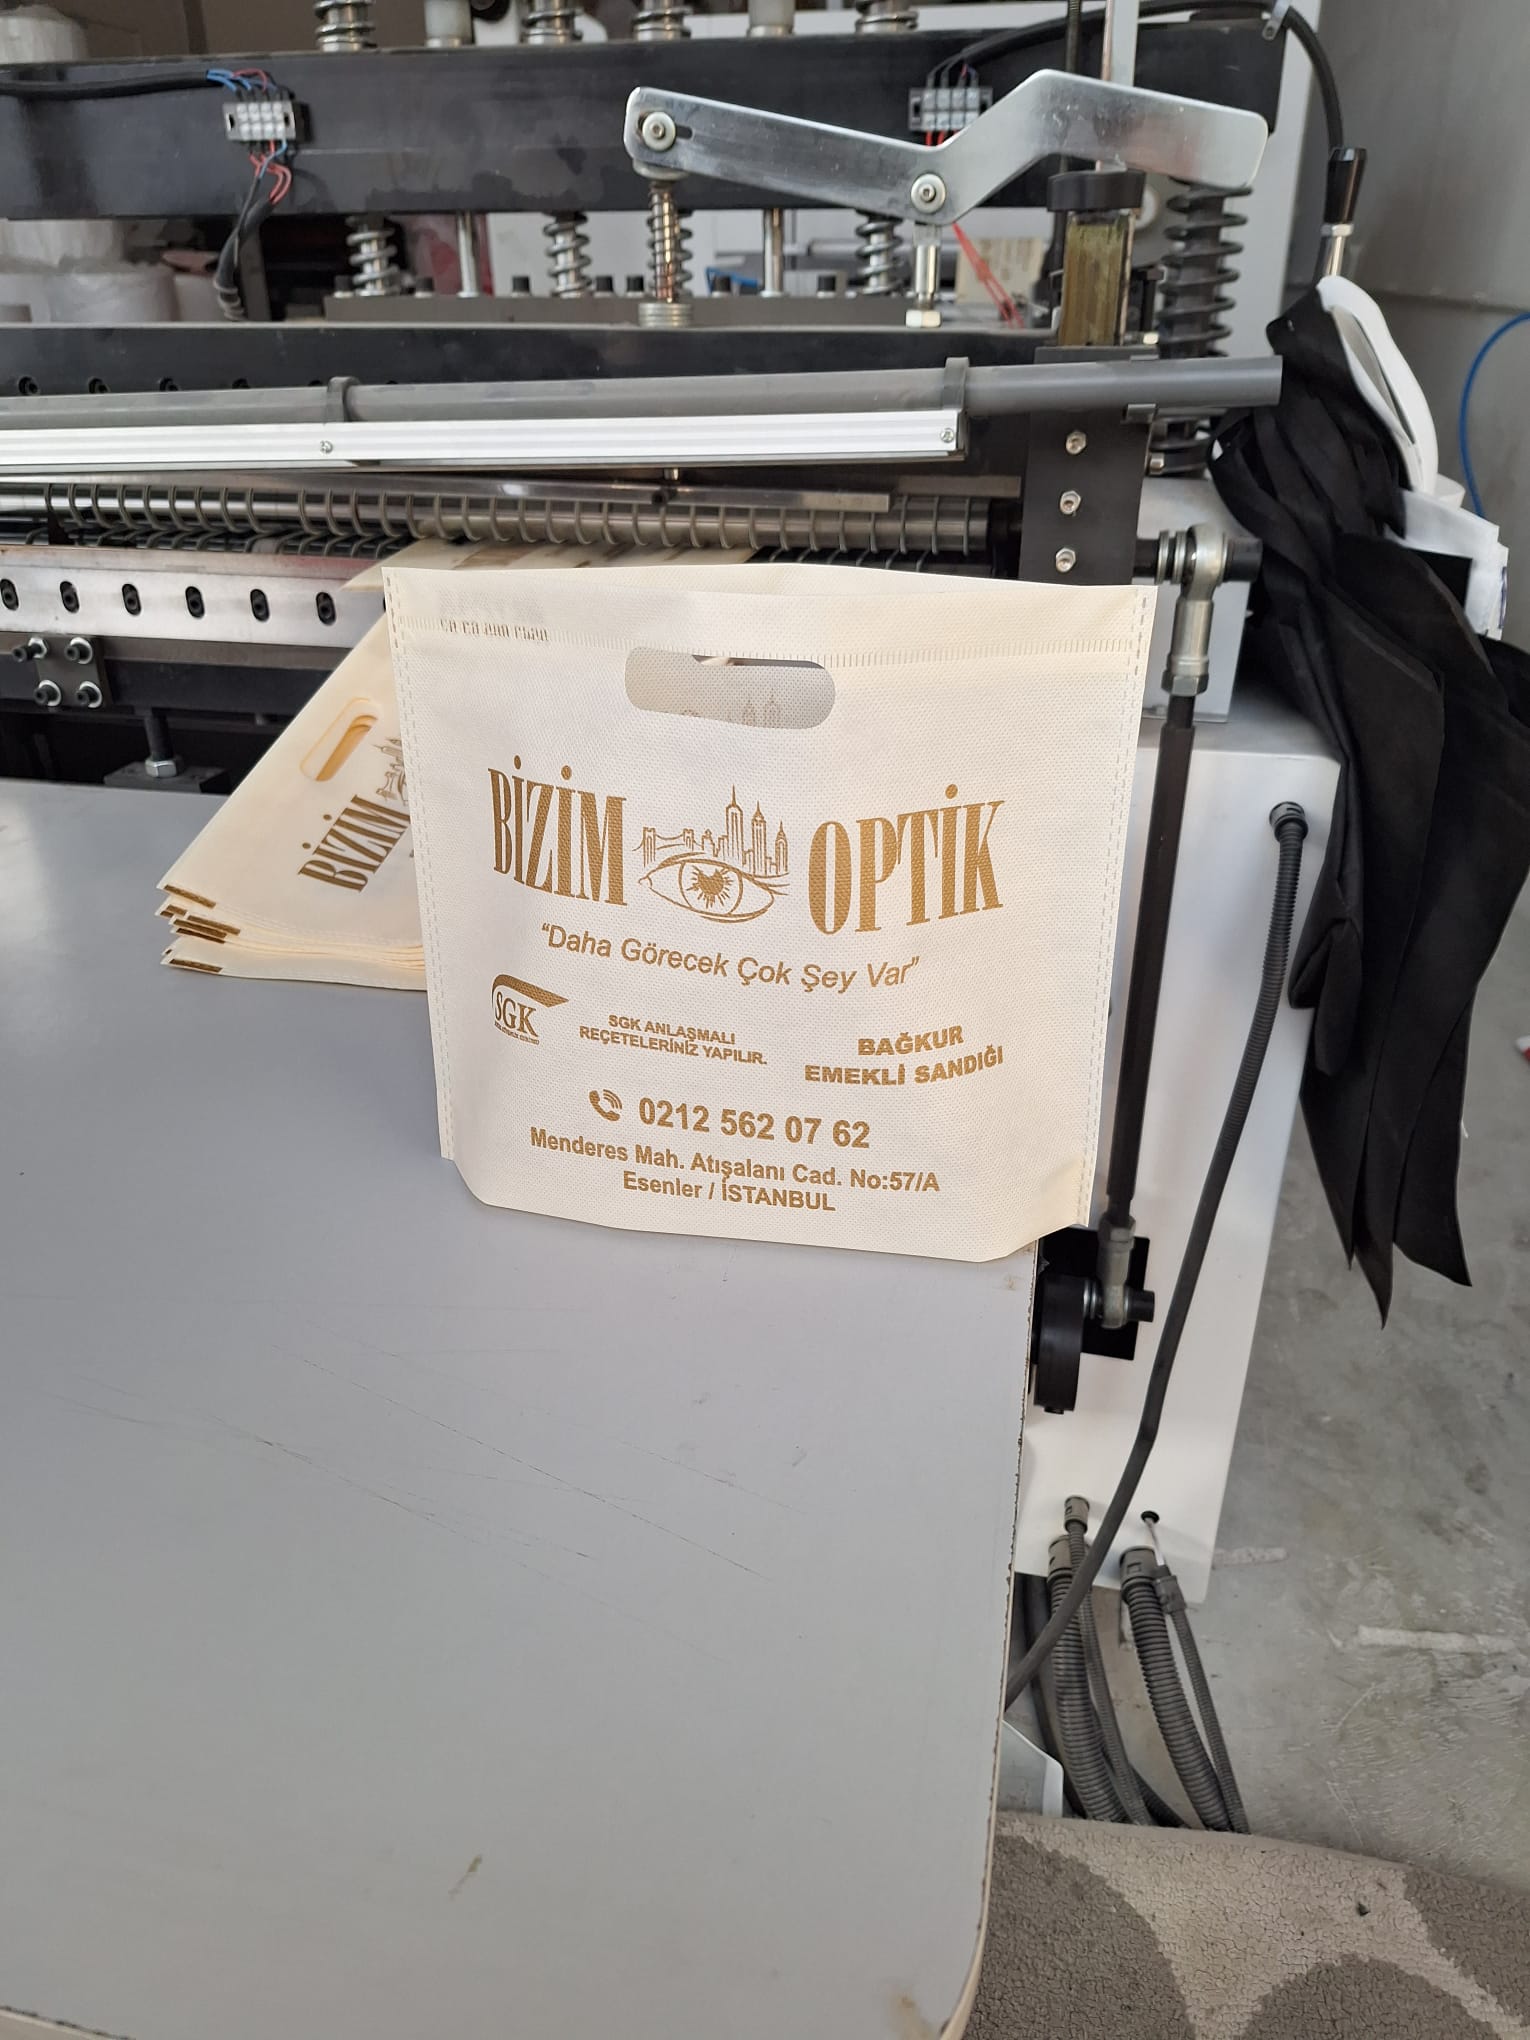 BİZİM OPTİK
“Daha Görecek Çok Şey Var”
SGK
SGK ANLAŞMALI
REÇETELERİNİZ YAPILIR.
BAĞKUR
EMEKLİ SANDIĞI
0212 562 07 62
Menderes Mah. Atışalanı Cad. No:57/A
Esenler / İSTANBUL
BİZİM